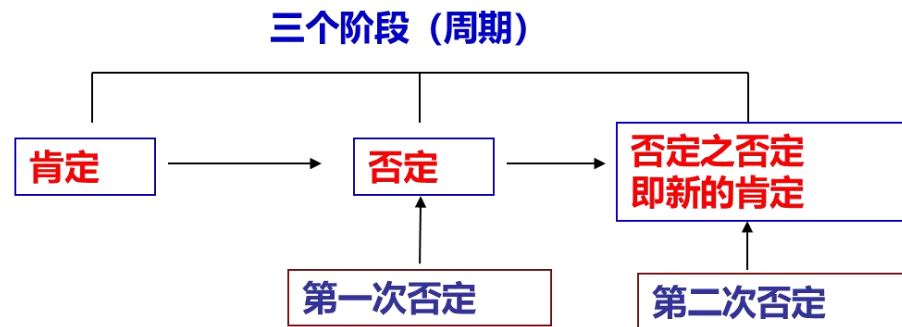 三个阶段（周期）
肯定
否定
否定之否定
即新的肯定
第一次否定
第二次否定